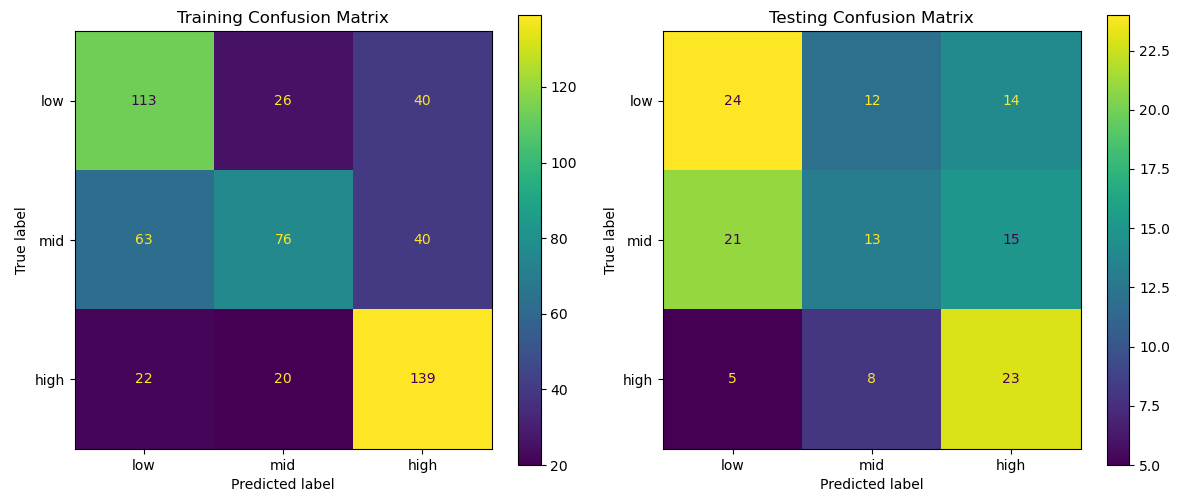 Training Confusion Matrix
low 113 26 40
mid 63 76 40
high 22 20 139
low mid high
Predicted label
True label
120
100
80
60
40
20
Testing Confusion Matrix
low 24 12 14
mid 21 13 15
high 5 8 23
low mid high
Predicted label
True label
22.5
20.0
17.5
15.0
12.5
10.0
7.5
5.0